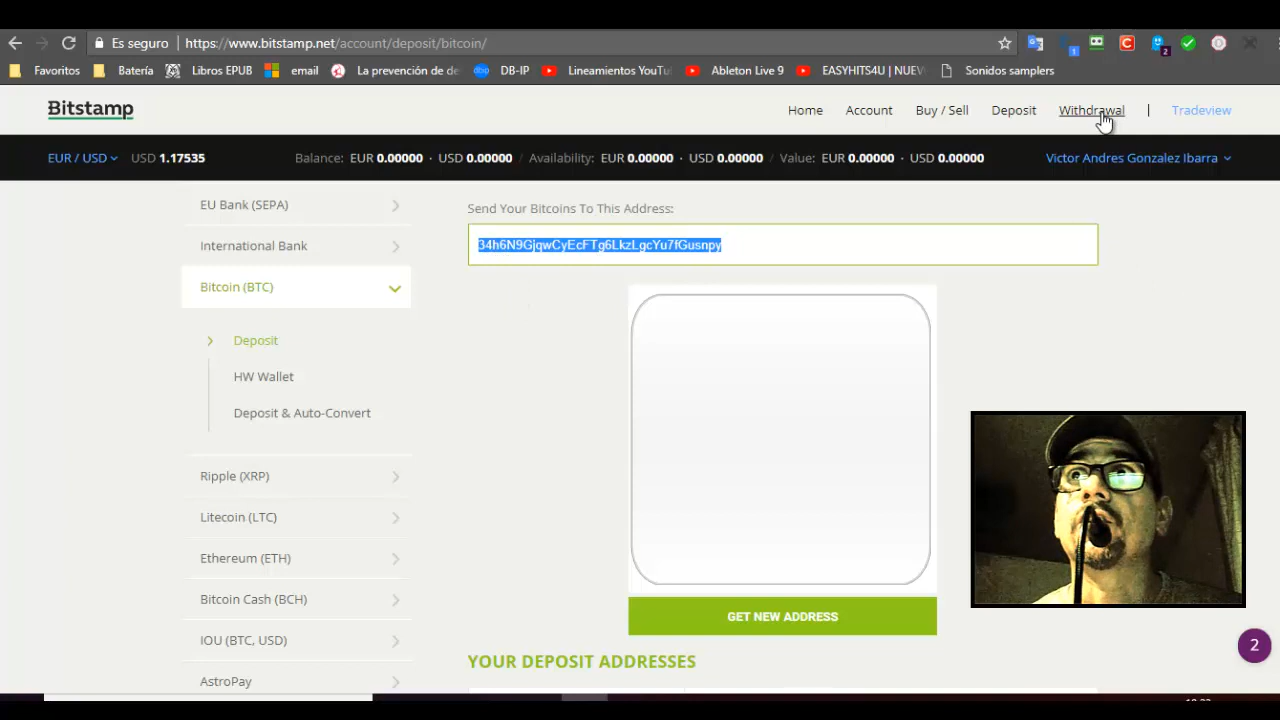 Es seguro | https://www.bitstamp.net/account/deposit/bitcoin/
1 2
Favoritos Batería Libros EPUB email La prevención de de DB-IP Lineamientos YouTu Ableton Live 9 EASYHITS4U | NUEV Sonidos samplers
Bitstamp Home Account Buy / Sell Deposit Withdrawal | Tradeview
EUR / USD USD 1.17535 Balance: EUR 0.00000 · USD 0.00000 / Availability: EUR 0.00000 · USD 0.00000 / Value: EUR 0.00000 · USD 0.00000 Victor Andres Gonzalez Ibarra
EU Bank (SEPA)
International Bank
Bitcoin (BTC)
Deposit
HW Wallet
Deposit & Auto-Convert
Ripple (XRP)
Litecoin (LTC)
Ethereum (ETH)
Bitcoin Cash (BCH)
IOU (BTC, USD)
AstroPay
Send Your Bitcoins To This Address:
34h6N9GjqwCyEcFTg6LkzLgcYu7fGusnpy
GET NEW ADDRESS
YOUR DEPOSIT ADDRESSES
2